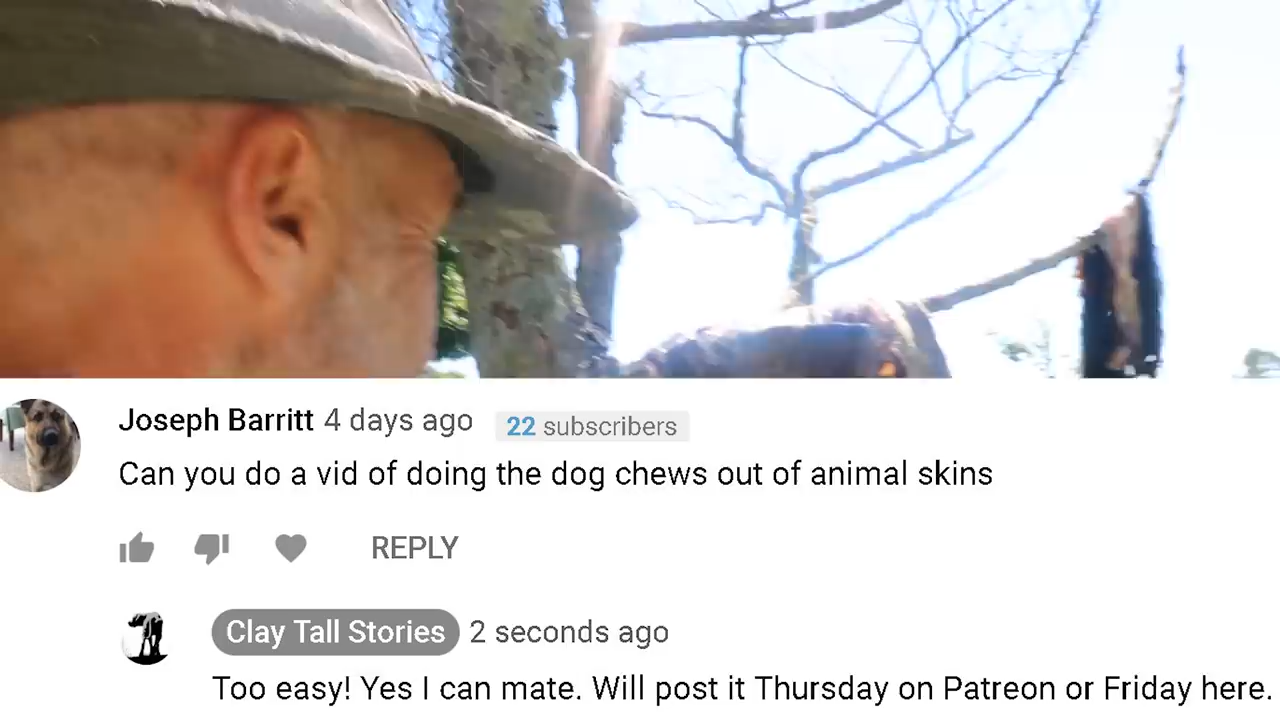 Joseph Barritt 4 days ago 22 subscribers
Can you do a vid of doing the dog chews out of animal skins
REPLY
Clay Tall Stories 2 seconds ago
Too easy! Yes I can mate. Will post it Thursday on Patreon or Friday here.